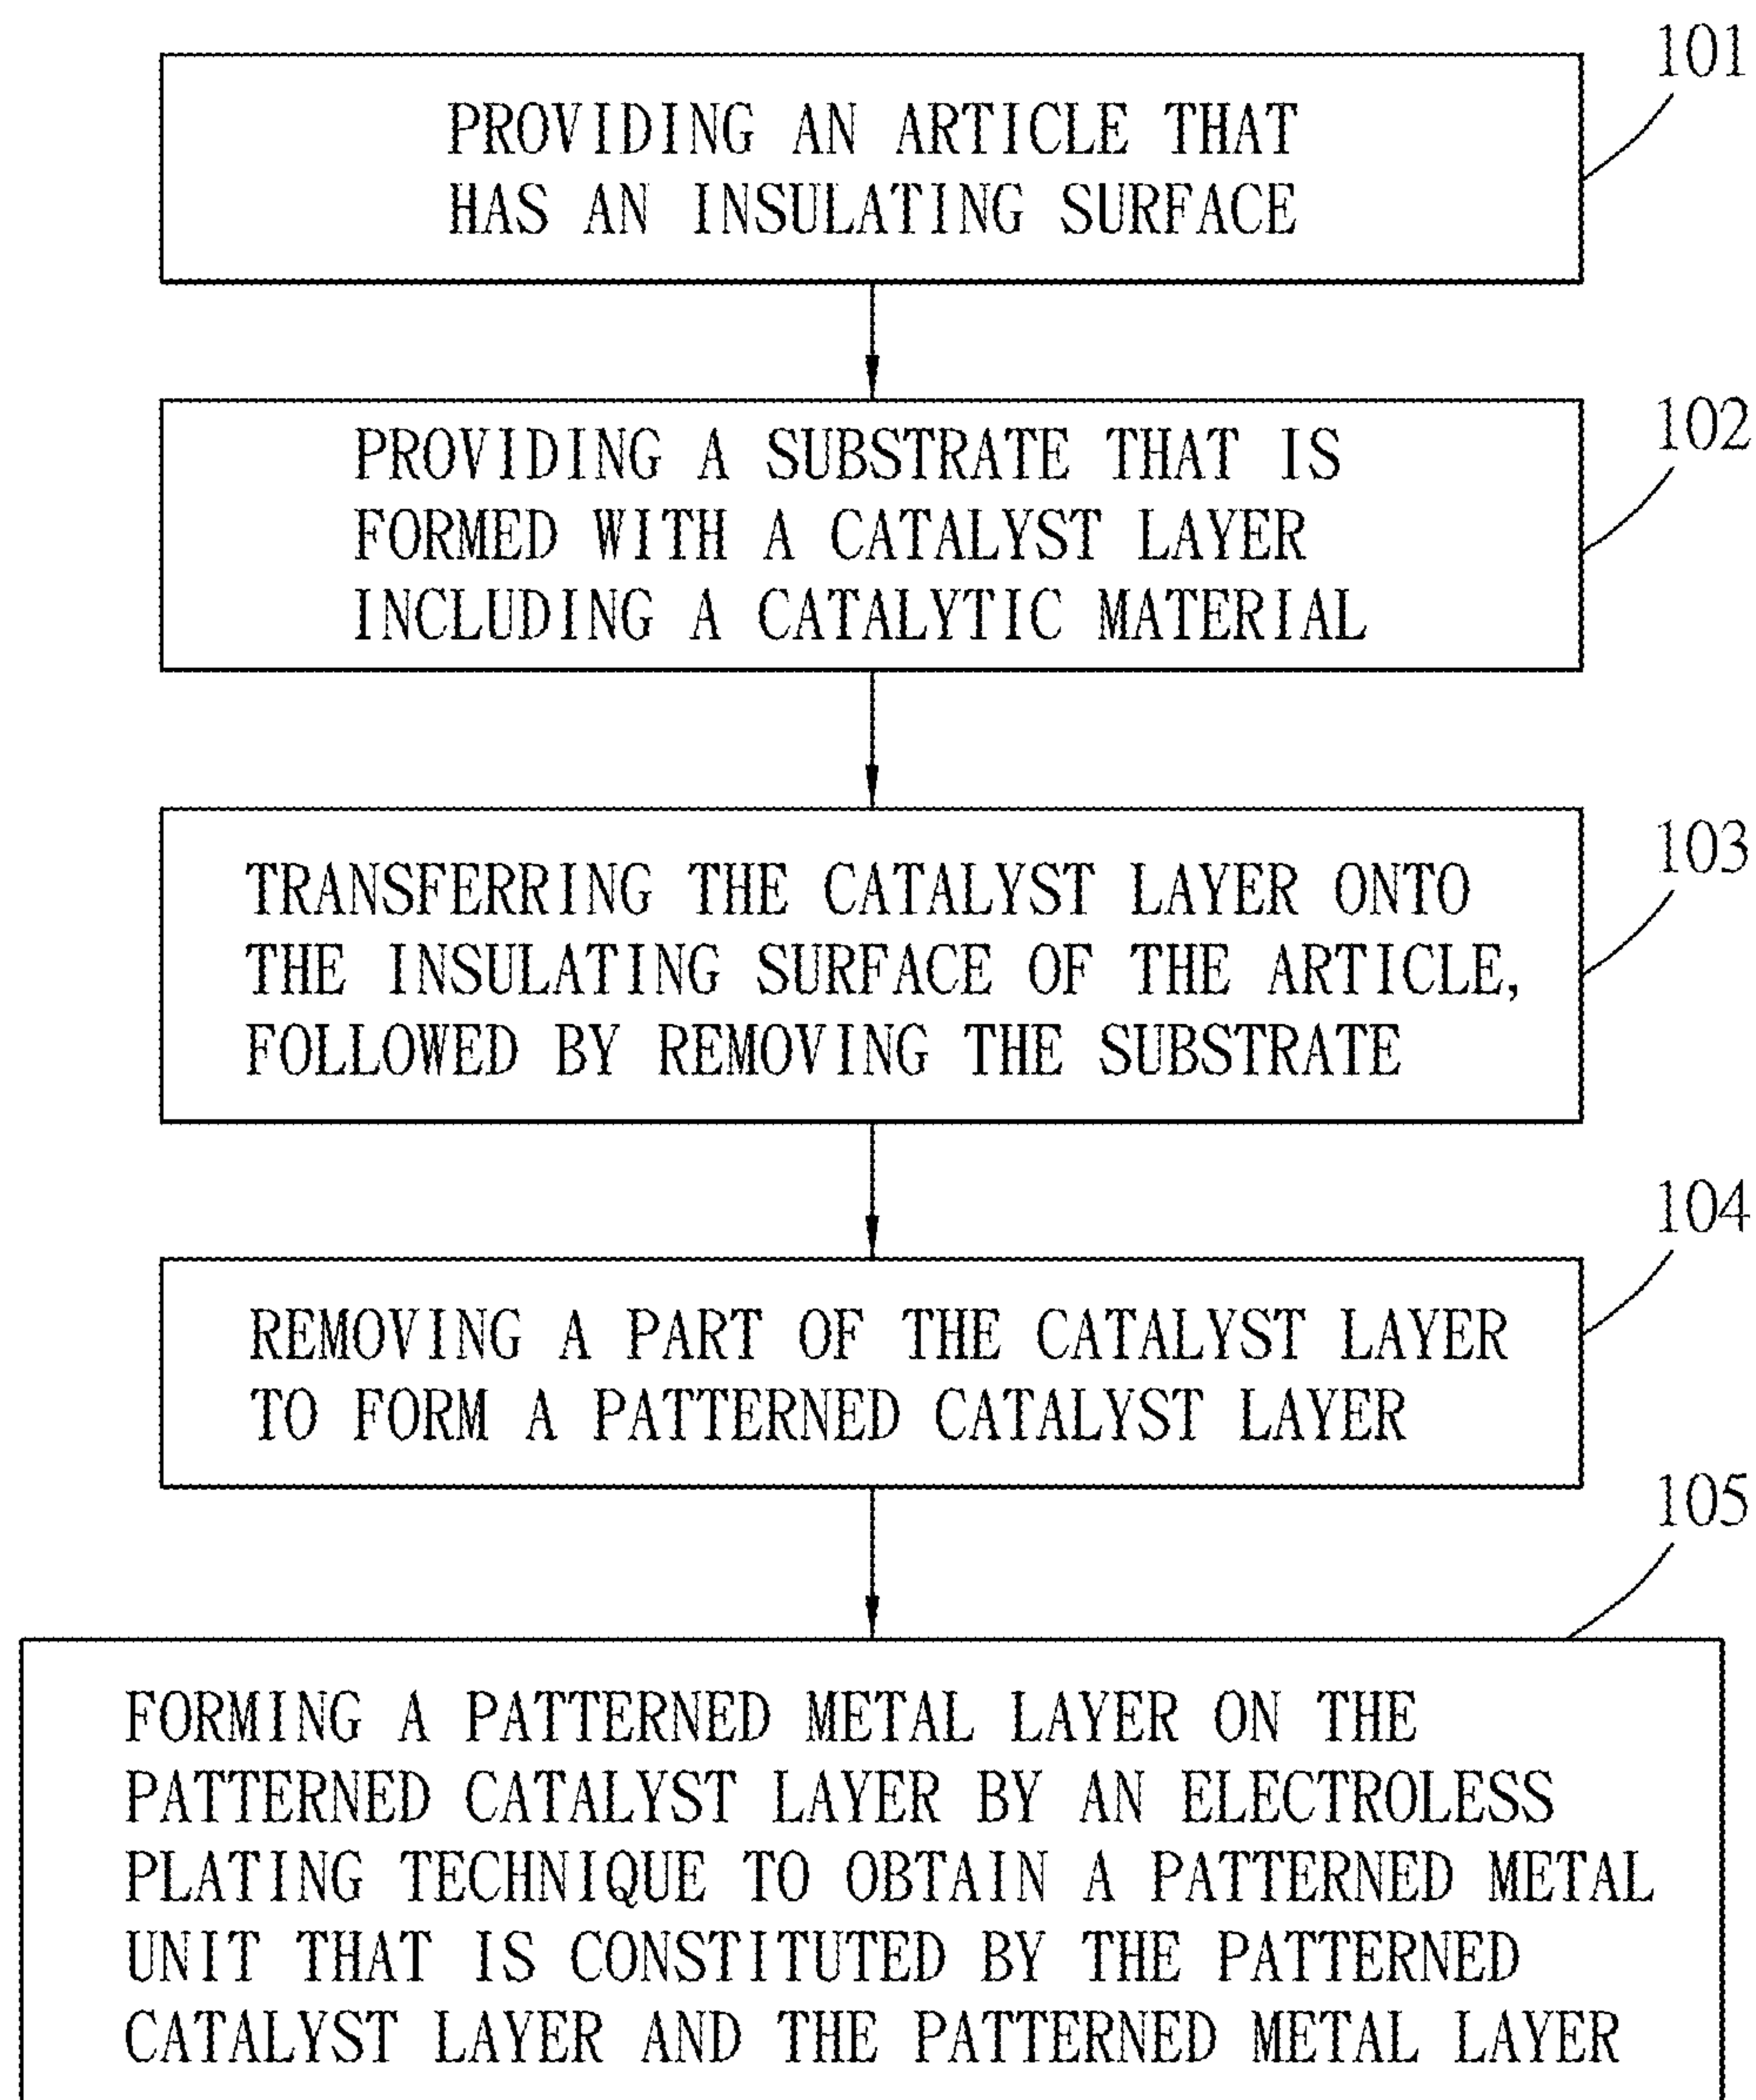 101
PROVIDING AN ARTICLE THAT
HAS AN INSULATING SURFACE
102
PROVIDING A SUBSTRATE THAT IS
FORMED WITH A CATALYST LAYER
INCLUDING A CATALYTIC MATERIAL
103
TRANSFERRING THE CATALYST LAYER ONTO
THE INSULATING SURFACE OF THE ARTICLE,
FOLLOWED BY REMOVING THE SUBSTRATE
104
REMOVING A PART OF THE CATALYST LAYER
TO FORM A PATTERNED CATALYST LAYER
105
FORMING A PATTERNED METAL LAYER ON THE
PATTERNED CATALYST LAYER BY AN ELECTROLESS
PLATING TECHNIQUE TO OBTAIN A PATTERNED METAL
UNIT THAT IS CONSTITUTED BY THE PATTERNED
CATALYST LAYER AND THE PATTERNED METAL LAYER